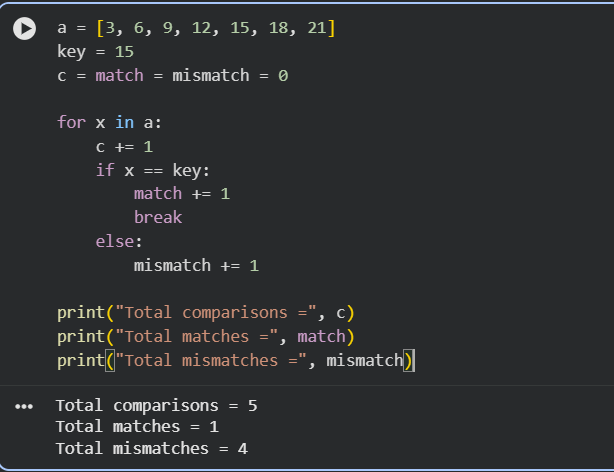 a = [3, 6, 9, 12, 15, 18, 21]
key = 15
c = match = mismatch = 0

for x in a:
    c += 1
    if x == key:
        match += 1
        break
    else:
        mismatch += 1

print("Total comparisons =", c)
print("Total matches =", match)
print("Total mismatches =", mismatch)
Total comparisons = 5
Total matches = 1
Total mismatches = 4